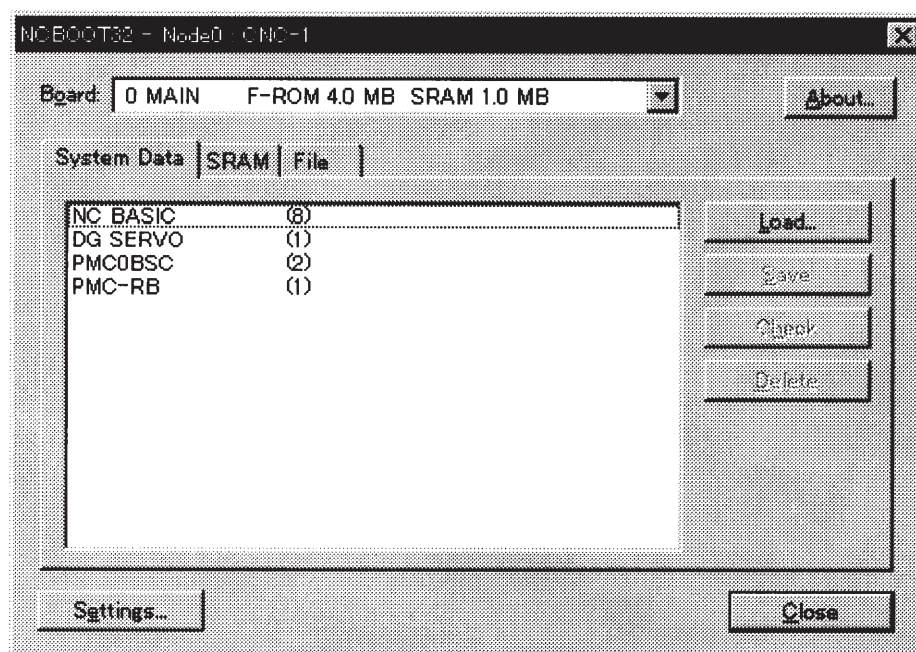 NCBOOT32 - Node0 : CNC-1
Board: 0 MAIN F-ROM 4.0 MB SRAM 1.0 MB About...
System Data SRAM File
NC BASIC (8) Load...
DG SERVO (1) Save
PMC0BSC (2) Check
PMC-RB (1) Delete
Settings... Close